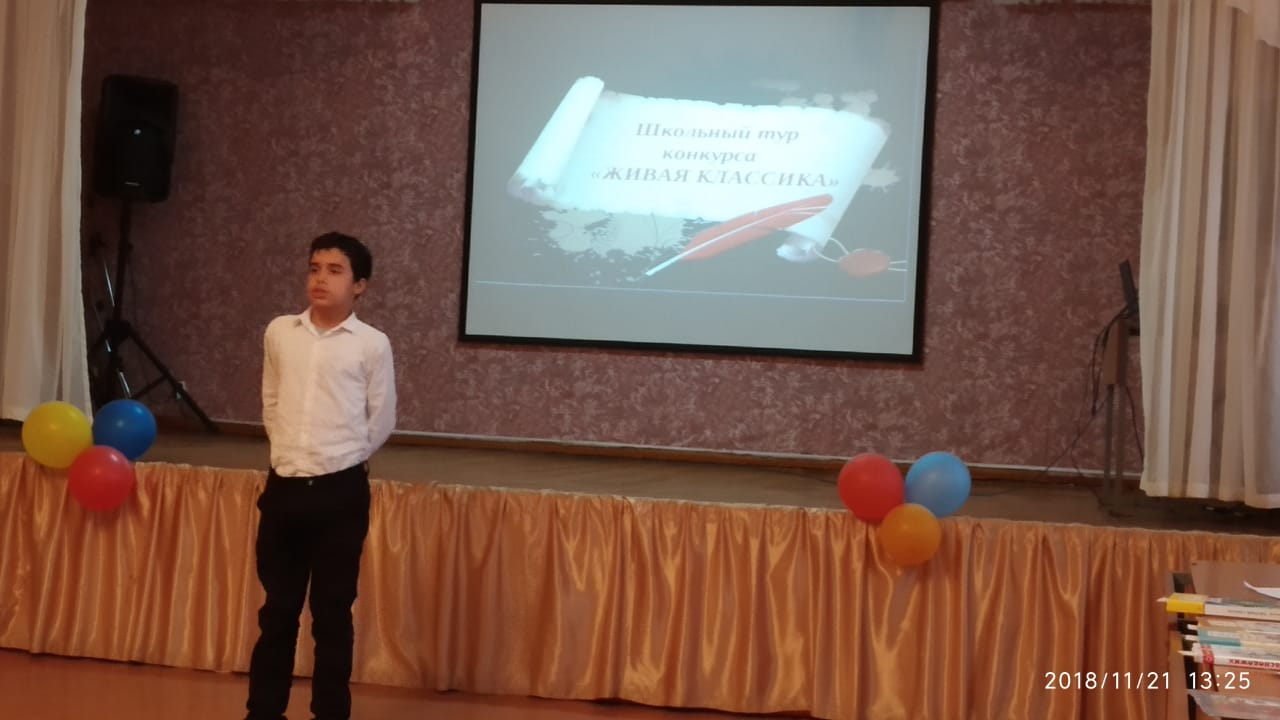 Школьный тур
конкурса
«ЖИВАЯ КЛАССИКА»
2018/11/21 13:25